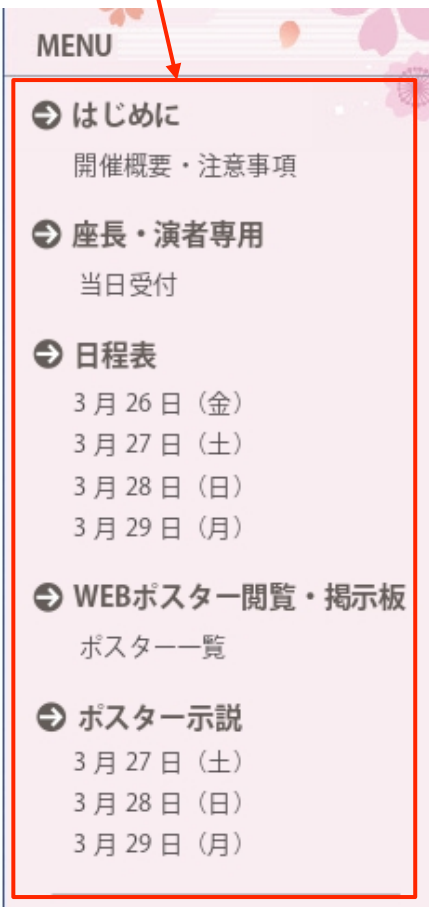 MENU
はじめに
開催概要・注意事項
座長・演者専用
当日受付
日程表
3 月 26 日（金）
3 月 27 日（土）
3 月 28 日（日）
3 月 29 日（月）
WEBポスター閲覧・掲示板
ポスター一覧
ポスター示説
3 月 27 日（土）
3 月 28 日（日）
3 月 29 日（月）